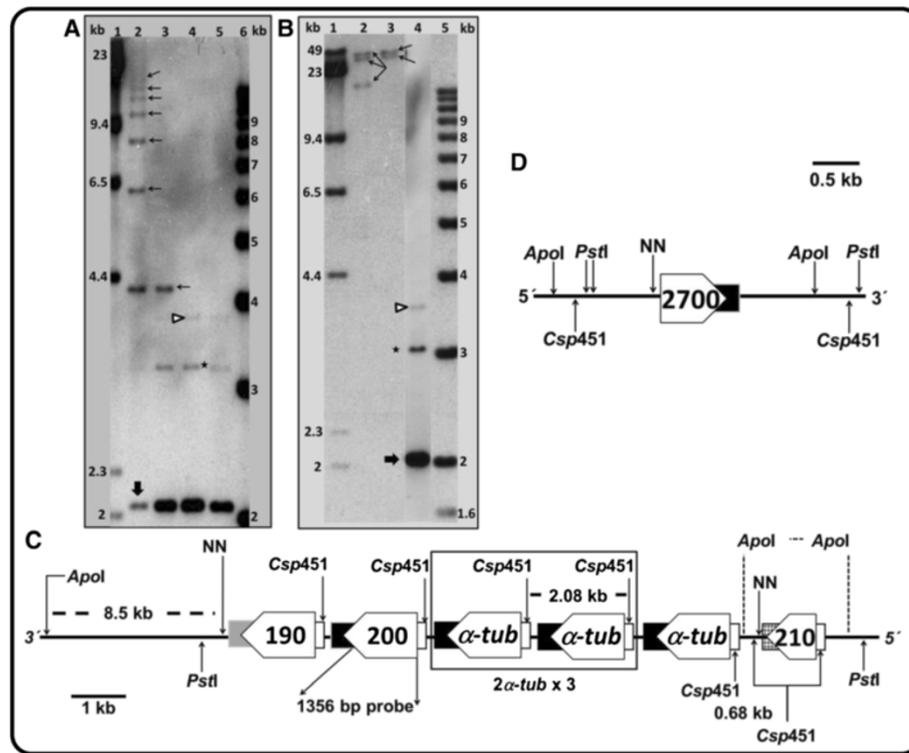 A
B
kb 1 2 3 4 5 6
23
9.4
6.5
4.4
2.3
2
9
8
7
6
5
4
3
2
kb
kb 1 2 3 4 5
49
23
9.4
6.5
4.4
2.3
2
kb
9
8
7
6
5
4
3
2
1.6
D
0.5 kb
ApoI PstI NN ApoI PstI
5´ 2700 3´
Csp451 Csp451
C
NN Csp451 Csp451 Csp451 Csp451 ApoI ApoI
ApoI NN
8.5 kb 2.08 kb
3´ 190 200 α-tub α-tub α-tub 210 5´
PstI 2α-tub x 3 Csp451 PstI
1 kb 1356 bp probe 0.68 kb
Csp451